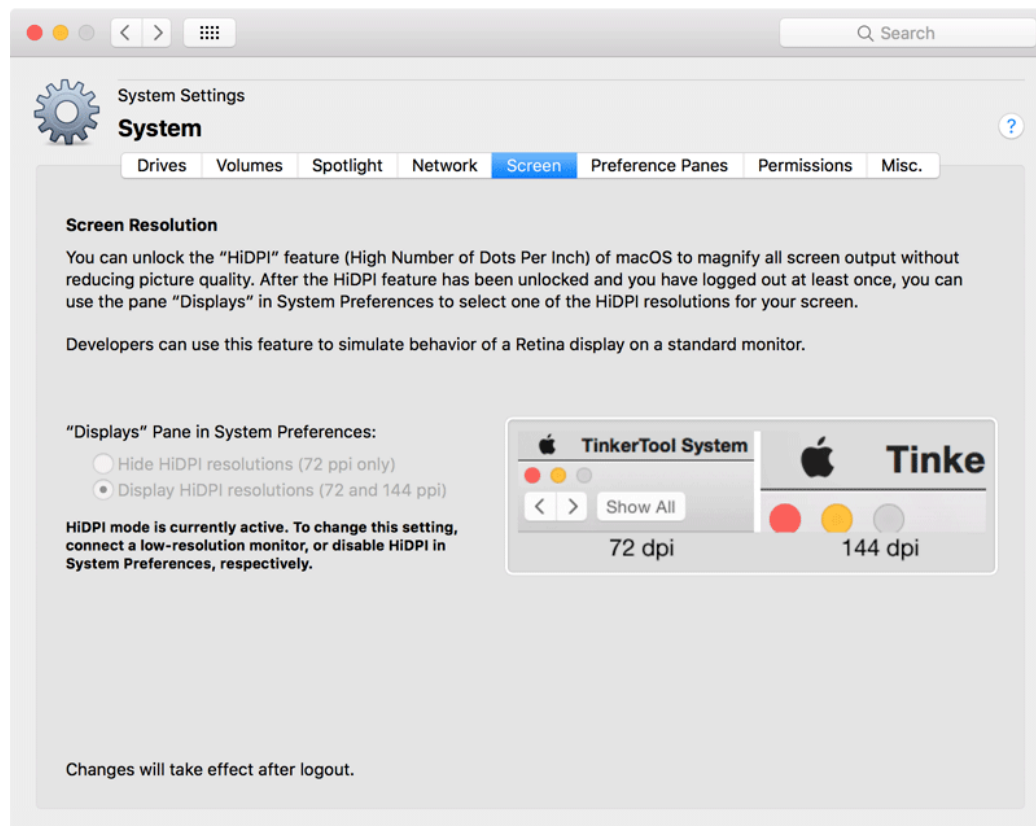 Search
System Settings
System
?
Drives Volumes Spotlight Network Screen Preference Panes Permissions Misc.
Screen Resolution
You can unlock the “HiDPI” feature (High Number of Dots Per Inch) of macOS to magnify all screen output without
reducing picture quality. After the HiDPI feature has been unlocked and you have logged out at least once, you can
use the pane “Displays” in System Preferences to select one of the HiDPI resolutions for your screen.
Developers can use this feature to simulate behavior of a Retina display on a standard monitor.
“Displays” Pane in System Preferences:
Hide HiDPI resolutions (72 ppi only)
Display HiDPI resolutions (72 and 144 ppi)
HiDPI mode is currently active. To change this setting,
connect a low-resolution monitor, or disable HiDPI in
System Preferences, respectively.
TinkerTool System
Show All
72 dpi
Tinke
144 dpi
Changes will take effect after logout.